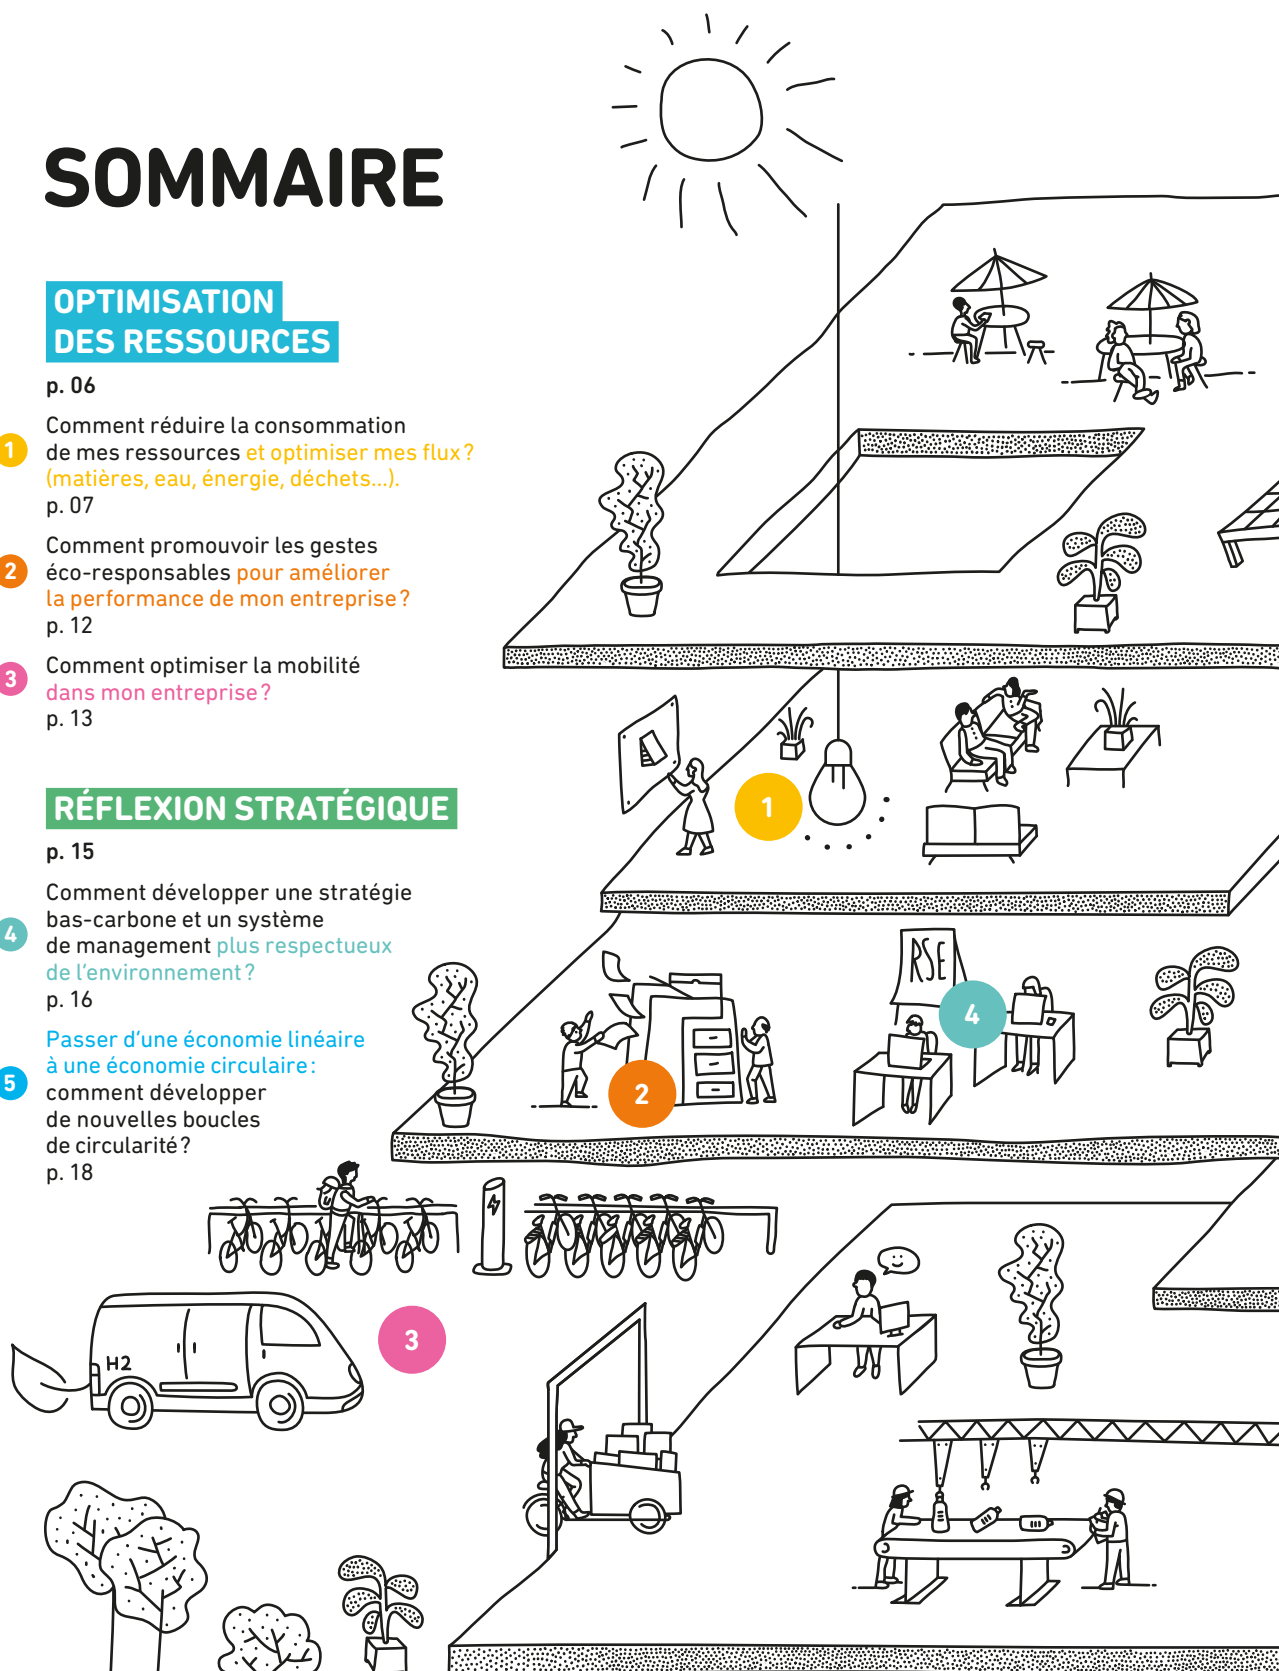 SOMMAIRE
OPTIMISATION
DES RESSOURCES
p. 06
1
Comment réduire la consommation
de mes ressources et optimiser mes flux ?
(matières, eau, énergie, déchets...).
p. 07
2
Comment promouvoir les gestes
éco-responsables pour améliorer
la performance de mon entreprise ?
p. 12
3
Comment optimiser la mobilité
dans mon entreprise ?
p. 13
RÉFLEXION STRATÉGIQUE
p. 15
4
Comment développer une stratégie
bas-carbone et un système
de management plus respectueux
de l'environnement ?
p. 16
5
Passer d'une économie linéaire
à une économie circulaire :
comment développer
de nouvelles boucles
de circularité ?
p. 18
1
RSE
4
2
3
H2